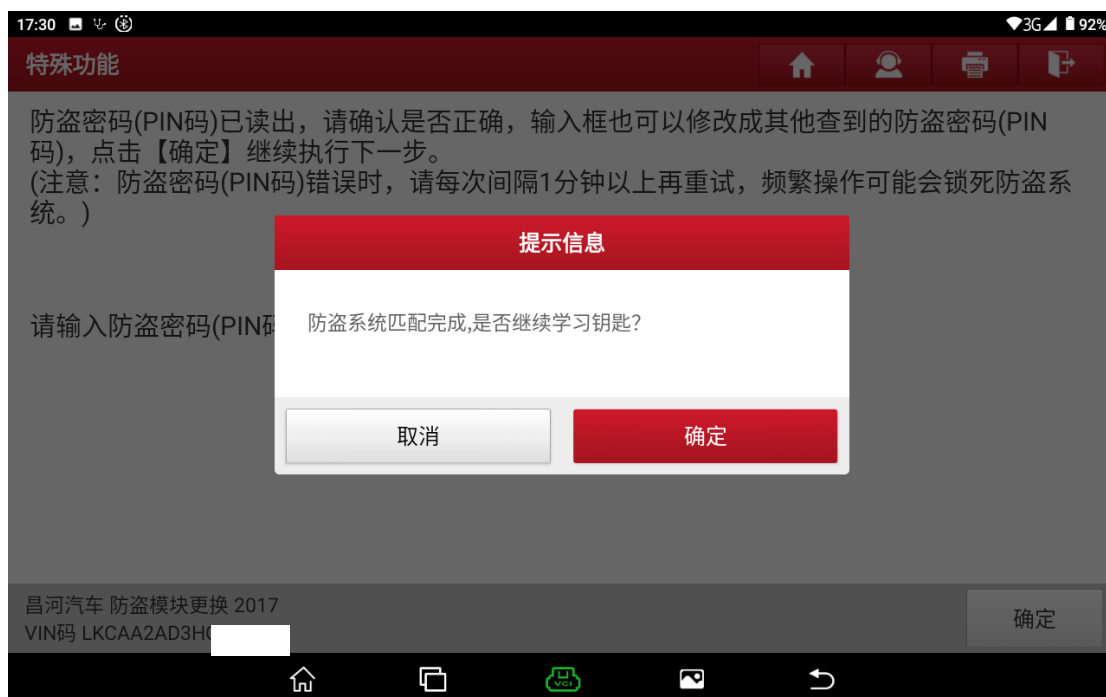 17:30
3G
92%
特殊功能
防盗密码(PIN码)已读出，请确认是否正确，输入框也可以修改成其他查到的防盗密码(PIN
码)，点击【确定】继续执行下一步。
(注意：防盗密码(PIN码)错误时，请每次间隔1分钟以上再重试，频繁操作可能会锁死防盗系
统。)
提示信息
请输入防盗密码(PIN
防盗系统匹配完成,是否继续学习钥匙？
取消
确定
昌河汽车 防盗模块更换 2017
VIN码 LKCAA2AD3H
确定
VCI